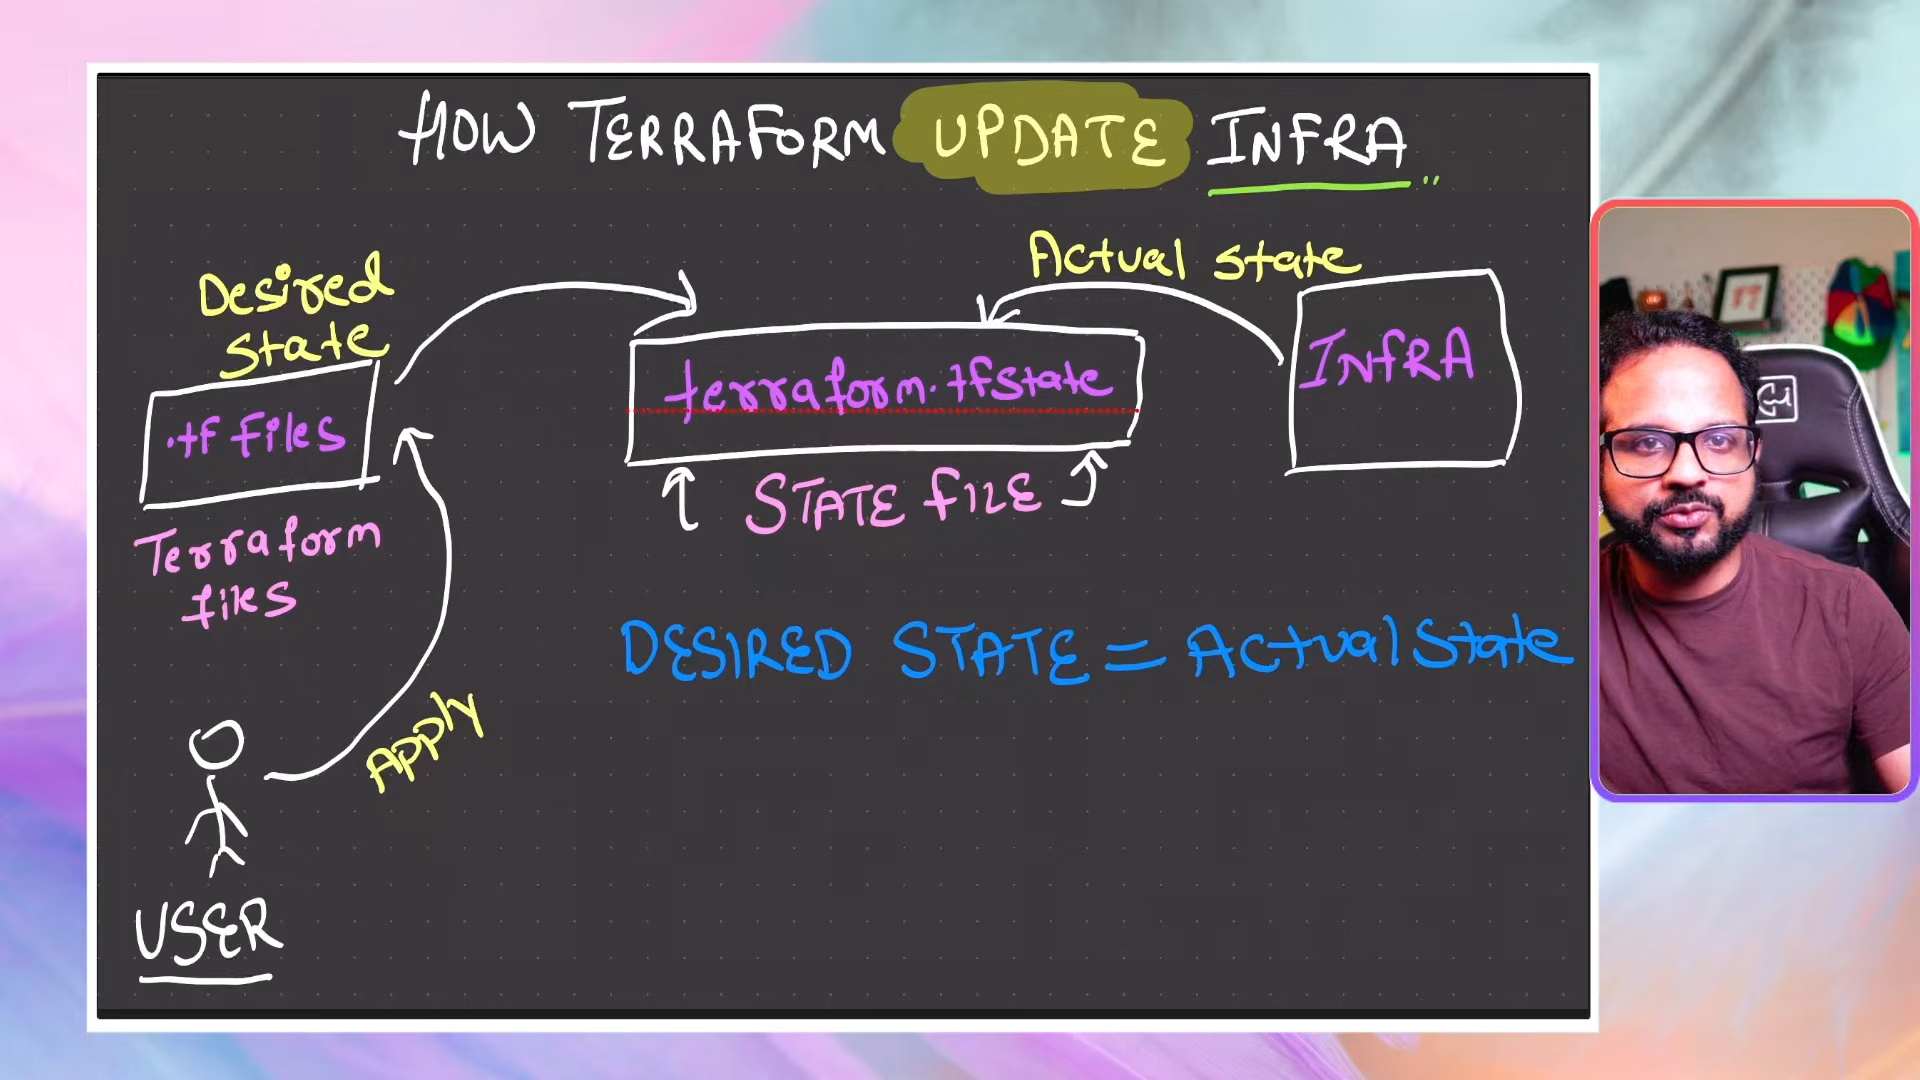 HOW TERRAFORM UPDATE INFRA
Desired
state
Actual state
.tf files
terraform.tfstate
INfRA
STATE fILE
Terraform
files
DESIRED STATE = Actual State
Apply
USER